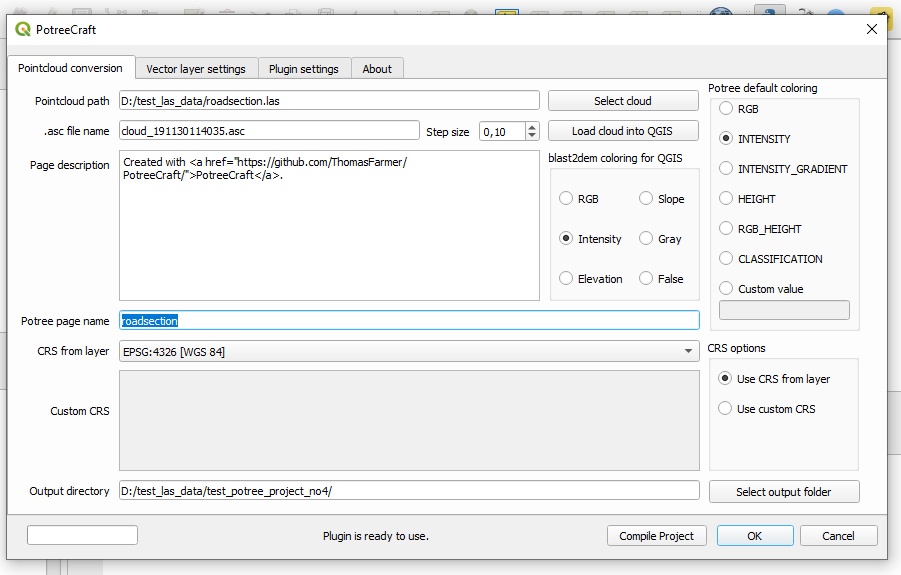 PotreeCraft
Pointcloud conversion
Vector layer settings
Plugin settings
About
Pointcloud path
D:/test_las_data/roadsection.las
Select cloud
.asc file name
cloud_191130114035.asc
Step size
0,10
Load cloud into QGIS
Page description
Created with <a href="https://github.com/ThomasFarmer/
PotreeCraft/">PotreeCraft</a>.
blast2dem coloring for QGIS
RGB
Slope
Intensity
Gray
Elevation
False
Potree default coloring
RGB
INTENSITY
INTENSITY_GRADIENT
HEIGHT
RGB_HEIGHT
CLASSIFICATION
Custom value
Potree page name
roadsection
CRS from layer
EPSG:4326 [WGS 84]
Custom CRS
CRS options
Use CRS from layer
Use custom CRS
Output directory
D:/test_las_data/test_potree_project_no4/
Select output folder
Plugin is ready to use.
Compile Project
OK
Cancel